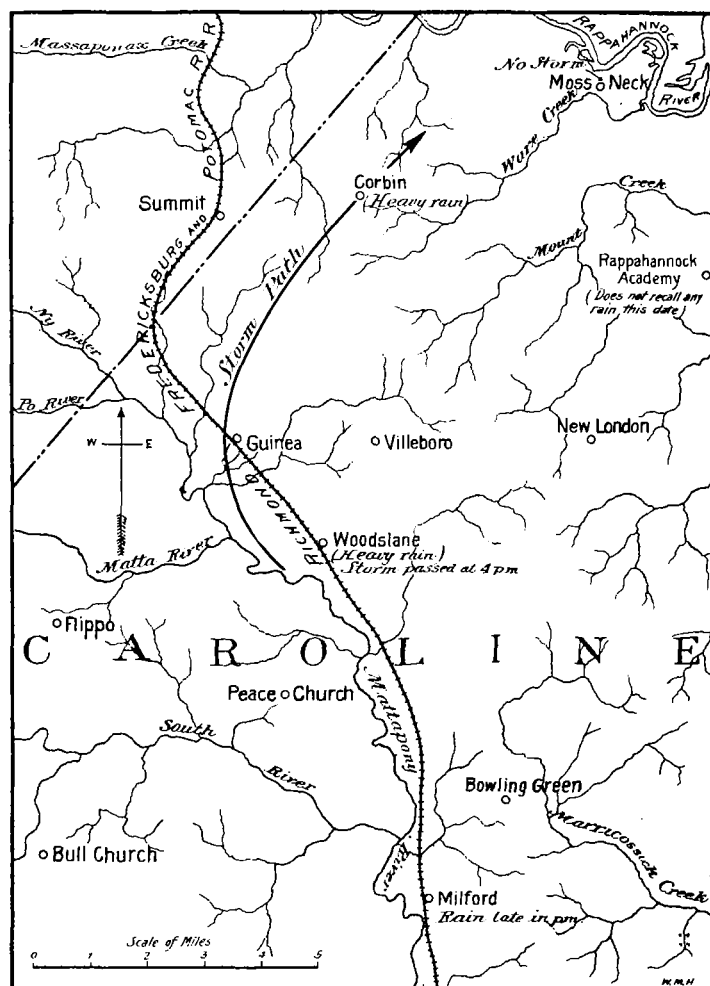 Massaponax Creek
RAPPAHANNOCK
RIVER
No Storm
Moss Neck
Ware Creek
POTOMAC R R
Corbin
(Heavy rain)
Summit
Creek
Mount
Rappahannock
Academy
(Does not recall any
rain this date)
FREDERICKSBURG AND
Storm Path
Ny River
Po River
W E
Guinea
Villeboro
New London
RICHMOND
Woodslane
(Heavy rain)
Storm passed at 4 pm
Matta River
Flippo
CAROLINE
Peace Church
Mattapony
South
River
Bowling Green
Marricossick Creek
Bull Church
River
Milford
Rain late in pm.
Scale of Miles
0 1 2 3 4 5
W.M.H